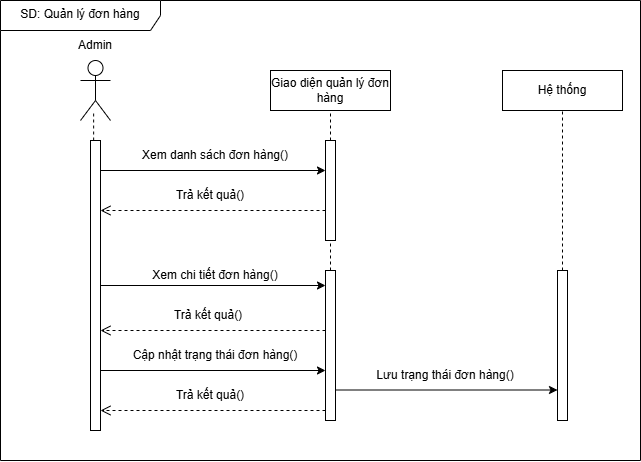 SD: Quản lý đơn hàng
Admin
Giao diện quản lý đơn
hàng
Hệ thống
Xem danh sách đơn hàng()
Trả kết quả()
Xem chi tiết đơn hàng()
Trả kết quả()
Cập nhật trạng thái đơn hàng()
Lưu trạng thái đơn hàng()
Trả kết quả()